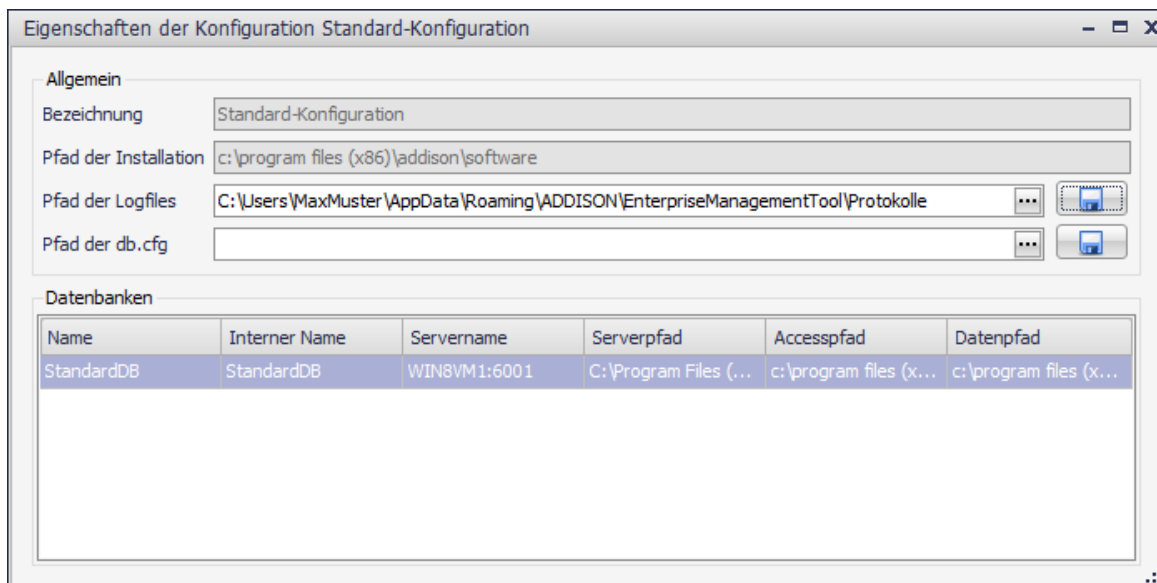 Eigenschaften der Konfiguration Standard-Konfiguration
Allgemein
Bezeichnung Standard-Konfiguration
Pfad der Installation c:\program files (x86)\addison\software
Pfad der Logfiles C:\Users\MaxMuster\AppData\Roaming\ADDISON\EnterpriseManagementTool\Protokolle ...
Pfad der db.cfg ...
Datenbanken
Name Interner Name Servername Serverpfad Accesspfad Datenpfad
StandardDB StandardDB WIN8VM1:6001 C:\Program Files (... c:\program files (x... c:\program files (x...